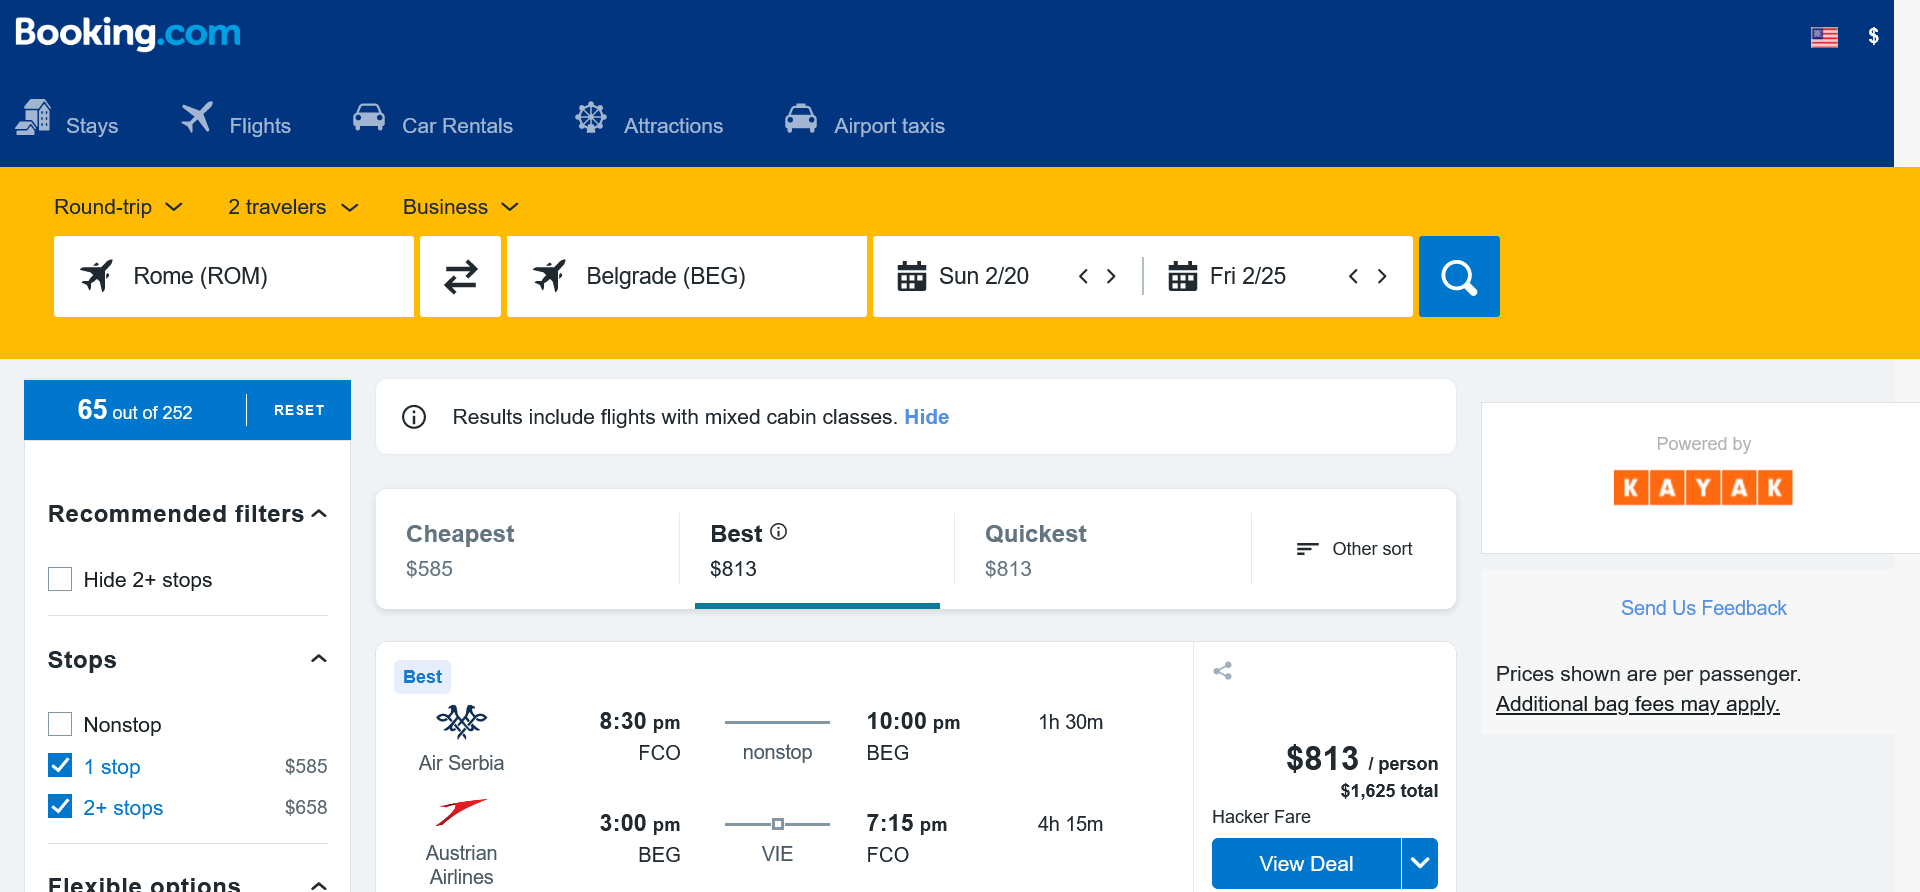 Booking.com
$
Stays
Flights
Car Rentals
Attractions
Airport taxis
Round-trip
2 travelers
Business
Rome (ROM)
Belgrade (BEG)
Sun 2/20
Fri 2/25
65 out of 252
RESET
Results include flights with mixed cabin classes. Hide
Powered by
KAYAK
Recommended filters
Hide 2+ stops
Cheapest
$585
Best
$813
Quickest
$813
Other sort
Send Us Feedback
Prices shown are per passenger.
Additional bag fees may apply.
Stops
Nonstop
1 stop $585
2+ stops $658
Flexible options
Best
Air Serbia
8:30 pm
FCO
nonstop
10:00 pm
BEG
1h 30m
Austrian
Airlines
3:00 pm
BEG
VIE
7:15 pm
FCO
4h 15m
$813 / person
$1,625 total
Hacker Fare
View Deal